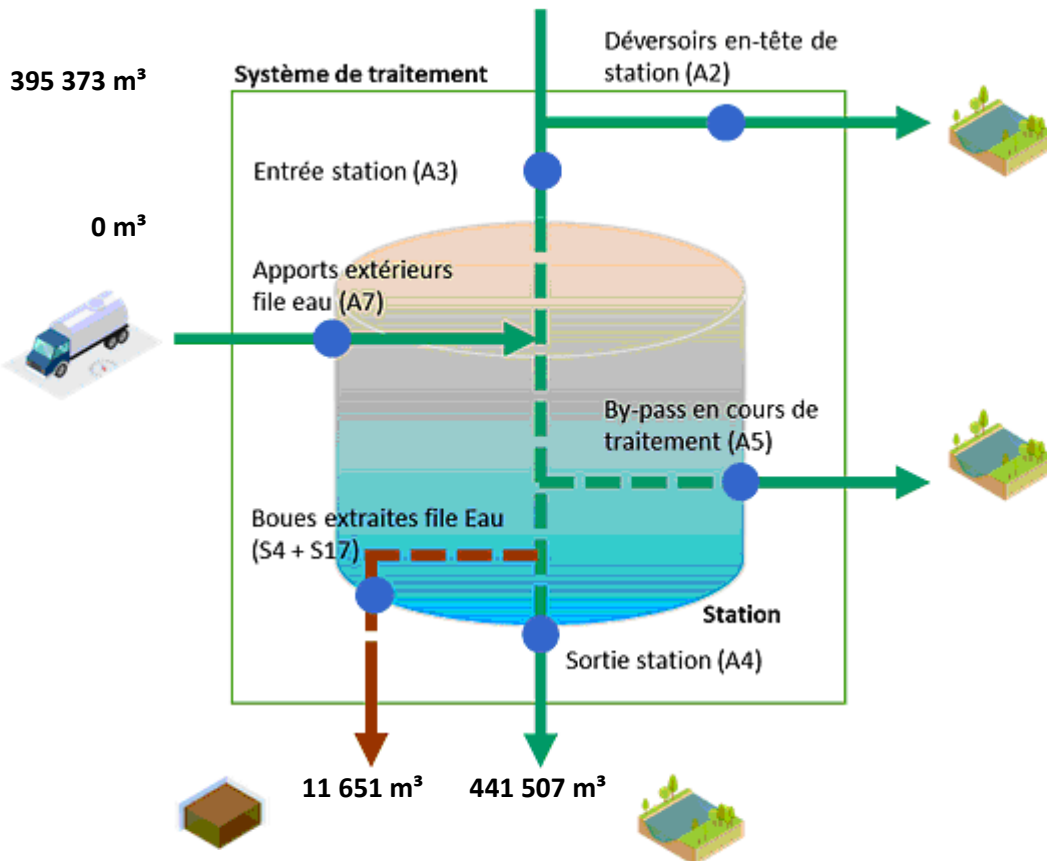 Déversoirs en-tête de
station (A2)
395 373 m³
Système de traitement
Entrée station (A3)
0 m³
Apports extérieurs
file eau (A7)
By-pass en cours de
traitement (A5)
Boues extraites file Eau
(S4 + S17)
Station
Sortie station (A4)
11 651 m³
441 507 m³